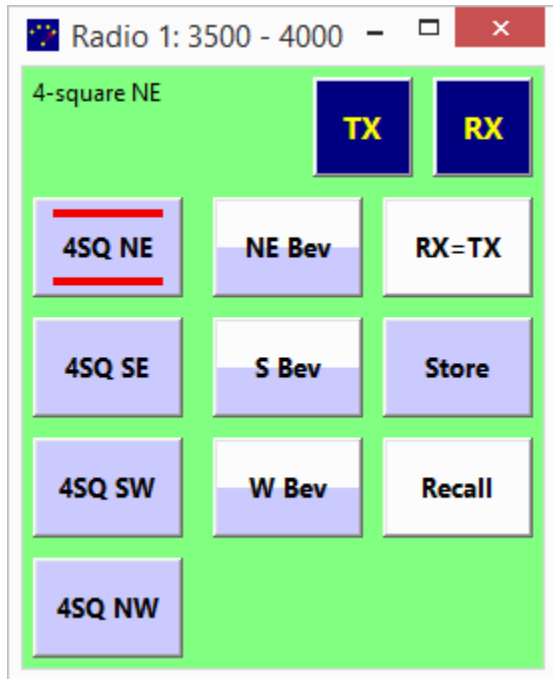 Radio 1: 3500 - 4000
4-square NE
TX
RX
4SQ NE
NE Bev
RX=TX
4SQ SE
S Bev
Store
4SQ SW
W Bev
Recall
4SQ NW